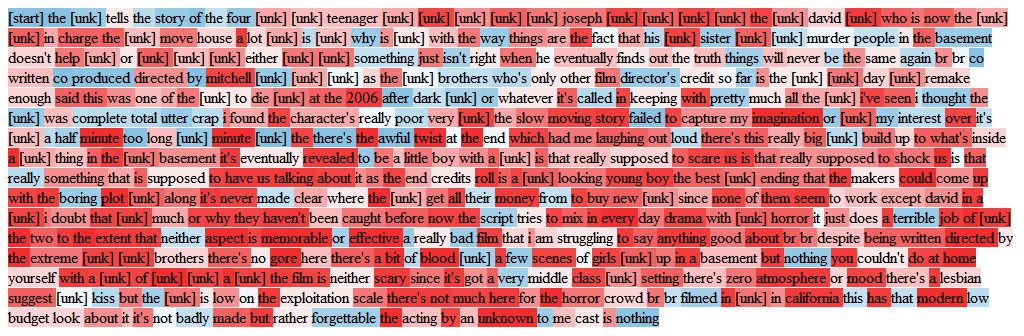 [start] the [unk] tells the story of the four [unk] [unk] teenager [unk] [unk] [unk] [unk] [unk] joseph [unk] [unk] [unk] [unk] the [unk] david [unk] who is now the [unk]
[unk] in charge the [unk] move house a lot [unk] is [unk] why is [unk] with the way things are the fact that his [unk] sister [unk] [unk] murder people in the basement
doesn't help [unk] or [unk] [unk] [unk] either [unk] [unk] something just isn't right when he eventually finds out the truth things will never be the same again br br co
written co produced directed by mitchell [unk] [unk] [unk] as the [unk] brothers who's only other film director's credit so far is the [unk] [unk] day [unk] remake
enough said this was one of the [unk] to die [unk] at the 2006 after dark [unk] or whatever it's called in keeping with pretty much all the [unk] i've seen i thought the
[unk] was complete total utter crap i found the character's really poor very [unk] the slow moving story failed to capture my imagination or [unk] my interest over it's
[unk] a half minute too long [unk] minute [unk] the there's the awful twist at the end which had me laughing out loud there's this really big [unk] build up to what's inside
a [unk] thing in the [unk] basement it's eventually revealed to be a little boy with a [unk] is that really supposed to scare us is that really supposed to shock us is that
really something that is supposed to have us talking about it as the end credits roll is a [unk] looking young boy the best [unk] ending that the makers could come up
with the boring plot [unk] along it's never made clear where the [unk] get all their money from to buy new [unk] since none of them seem to work except david in a
[unk] i doubt that [unk] much or why they haven't been caught before now the script tries to mix in every day drama with [unk] horror it just does a terrible job of [unk]
the two to the extent that neither aspect is memorable or effective a really bad film that i am struggling to say anything good about br br despite being written directed by
the extreme [unk] [unk] brothers there's no gore here there's a bit of blood [unk] a few scenes of girls [unk] up in a basement but nothing you couldn't do at home
yourself with a [unk] of [unk] [unk] a [unk] the film is neither scary since it's got a very middle class [unk] setting there's zero atmosphere or mood there's a lesbian
suggest [unk] kiss but the [unk] is low on the exploitation scale there's not much here for the horror crowd br br filmed in [unk] in california this has that modern low
budget look about it it's not badly made but rather forgettable the acting by an unknown to me cast is nothing